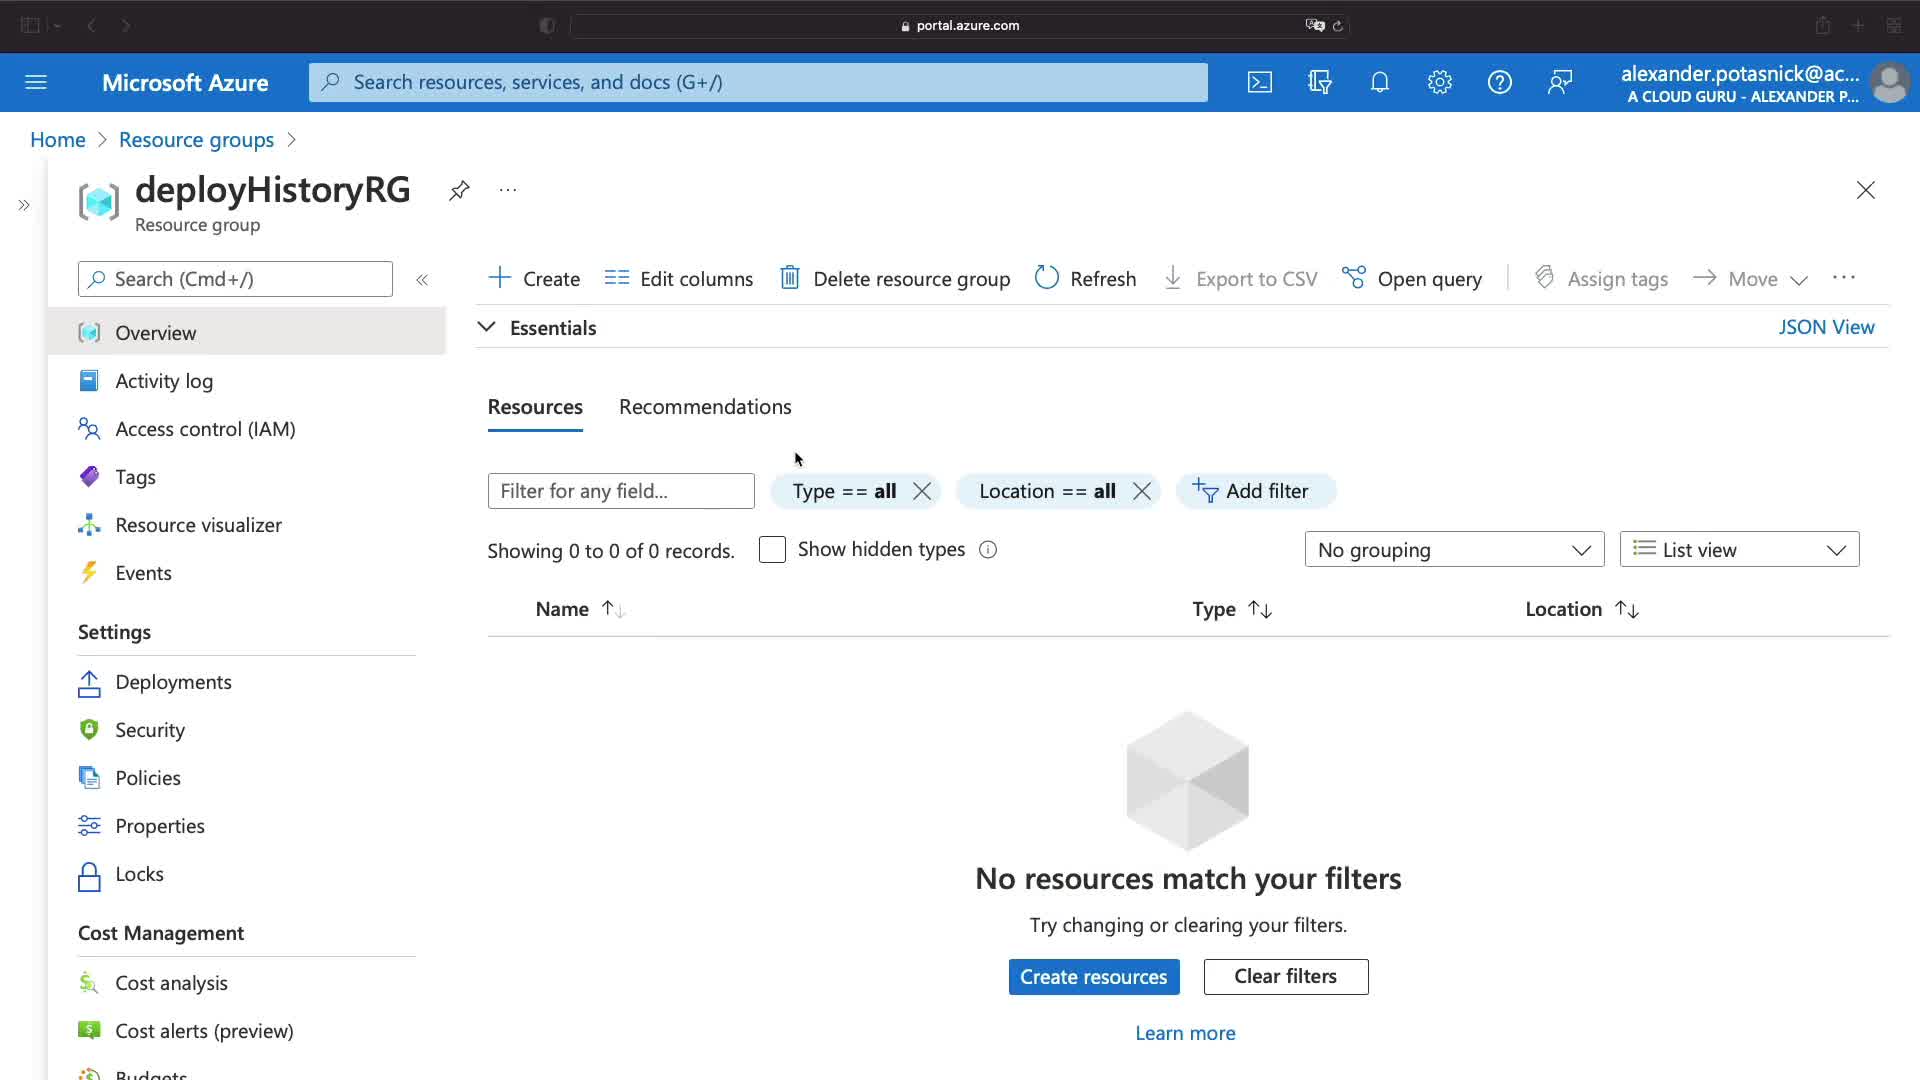 portal.azure.com
Microsoft Azure
Search resources, services, and docs (G+/)
alexander.potasnick@ac...
A CLOUD GURU - ALEXANDER P...
Home > Resource groups >
deployHistoryRG
...
Resource group
Search (Cmd+/)
Create
Edit columns
Delete resource group
Refresh
Export to CSV
Open query
Assign tags
Move
...
Overview
Activity log
Access control (IAM)
Tags
Resource visualizer
Events
Settings
Deployments
Security
Policies
Properties
Locks
Cost Management
Cost analysis
Cost alerts (preview)
Budgets
Essentials
JSON View
Resources
Recommendations
Filter for any field...
Type == all
Location == all
Add filter
Showing 0 to 0 of 0 records.
Show hidden types
No grouping
List view
Name
Type
Location
No resources match your filters
Try changing or clearing your filters.
Create resources
Clear filters
Learn more